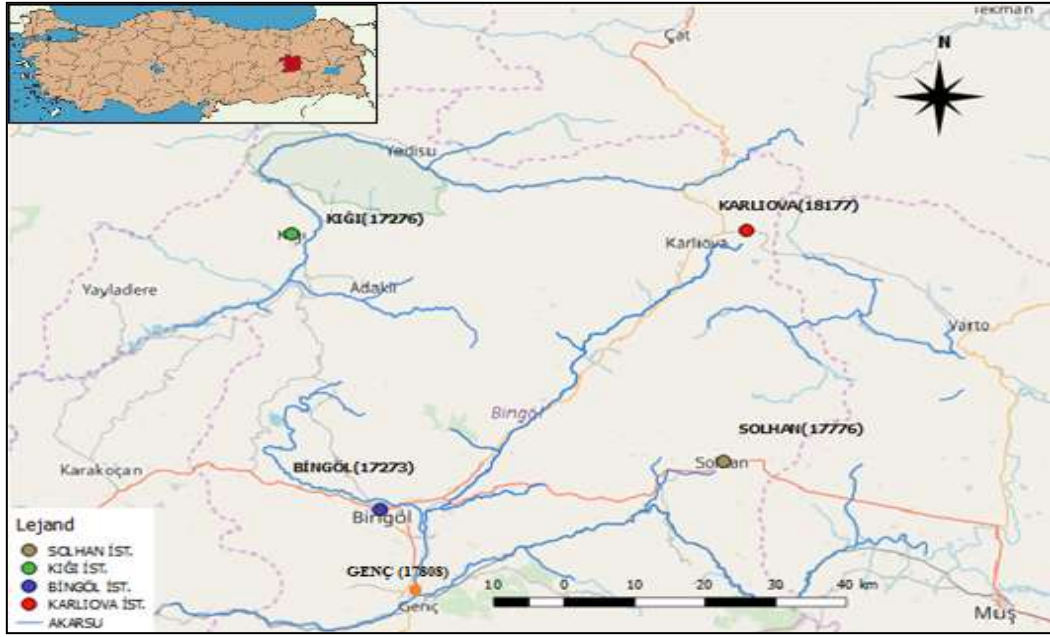 Tekman
Çat
N
Yedisu
KIĞI(17276)
KARLIOVA(18177)
Karlıova
Yayladere
Adaklı
Varto
Bingöl
SOLHAN(17776)
Solhan
Karakoçan
BİNGÖL(17273)
Bingöl
Lejand
SOLHAN İST.
KIĞI İST.
BİNGÖL İST.
KARLIOVA İST.
AKARSU
GENÇ (17808)
Genç
10 0 10 20 30 40 km
Muş